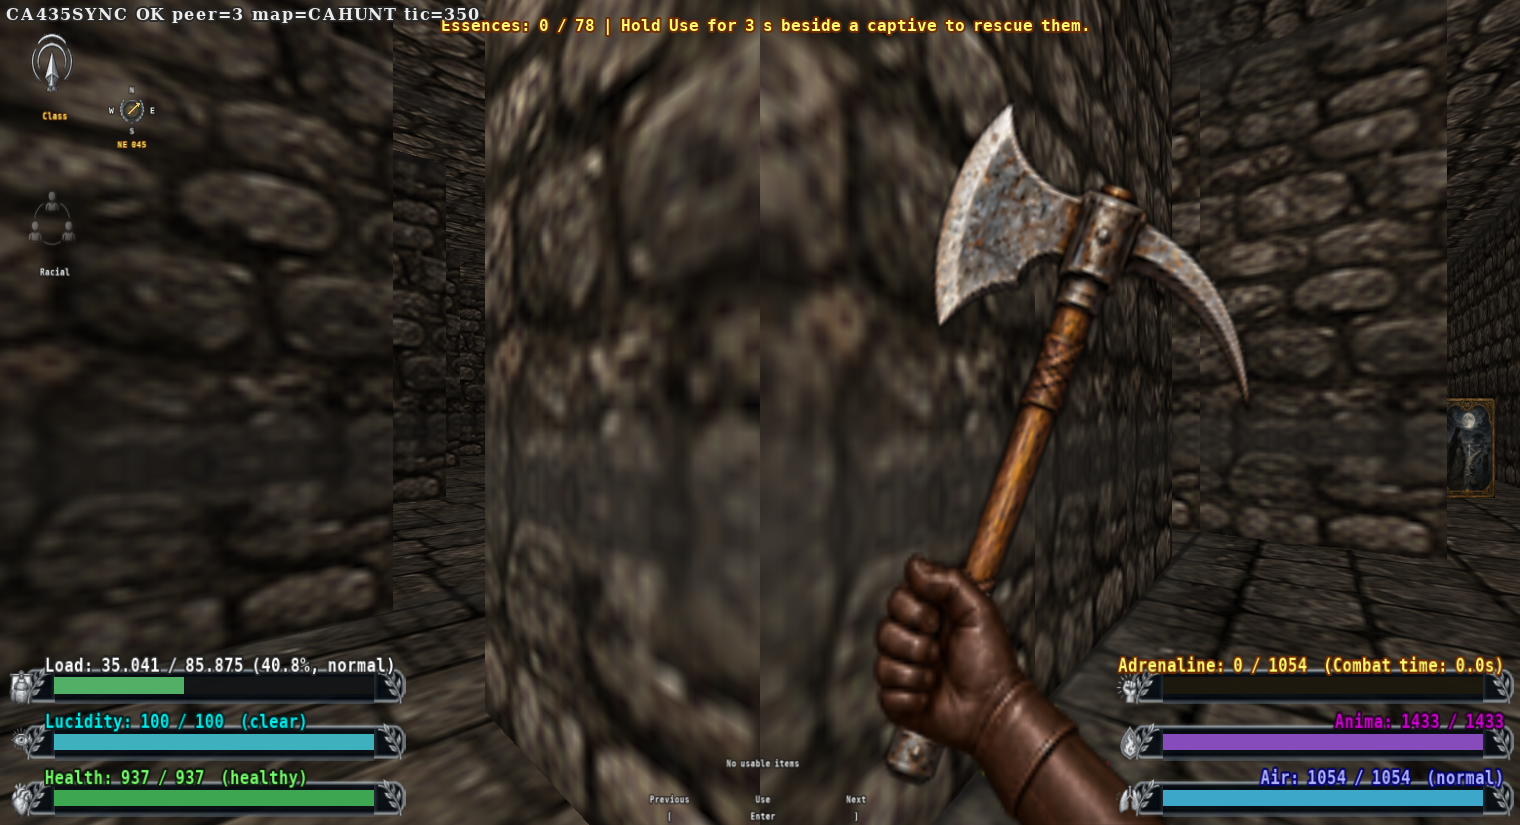 CA435SYNC OK peer=3 map=CAHUNT tic=350
Essences: 0 / 78 | Hold Use for 3 s beside a captive to rescue them.
N
W E
S
Class
NE 045
Racial
Load: 35.041 / 85.875 (40.8%, normal)
Adrenaline: 0 / 1054 (Combat time: 0.0s)
Lucidity: 100 / 100 (clear)
Anima: 1433 / 1433
Health: 937 / 937 (healthy)
Air: 1054 / 1054 (normal)
No usable items
Previous Use Next
[ Enter ]